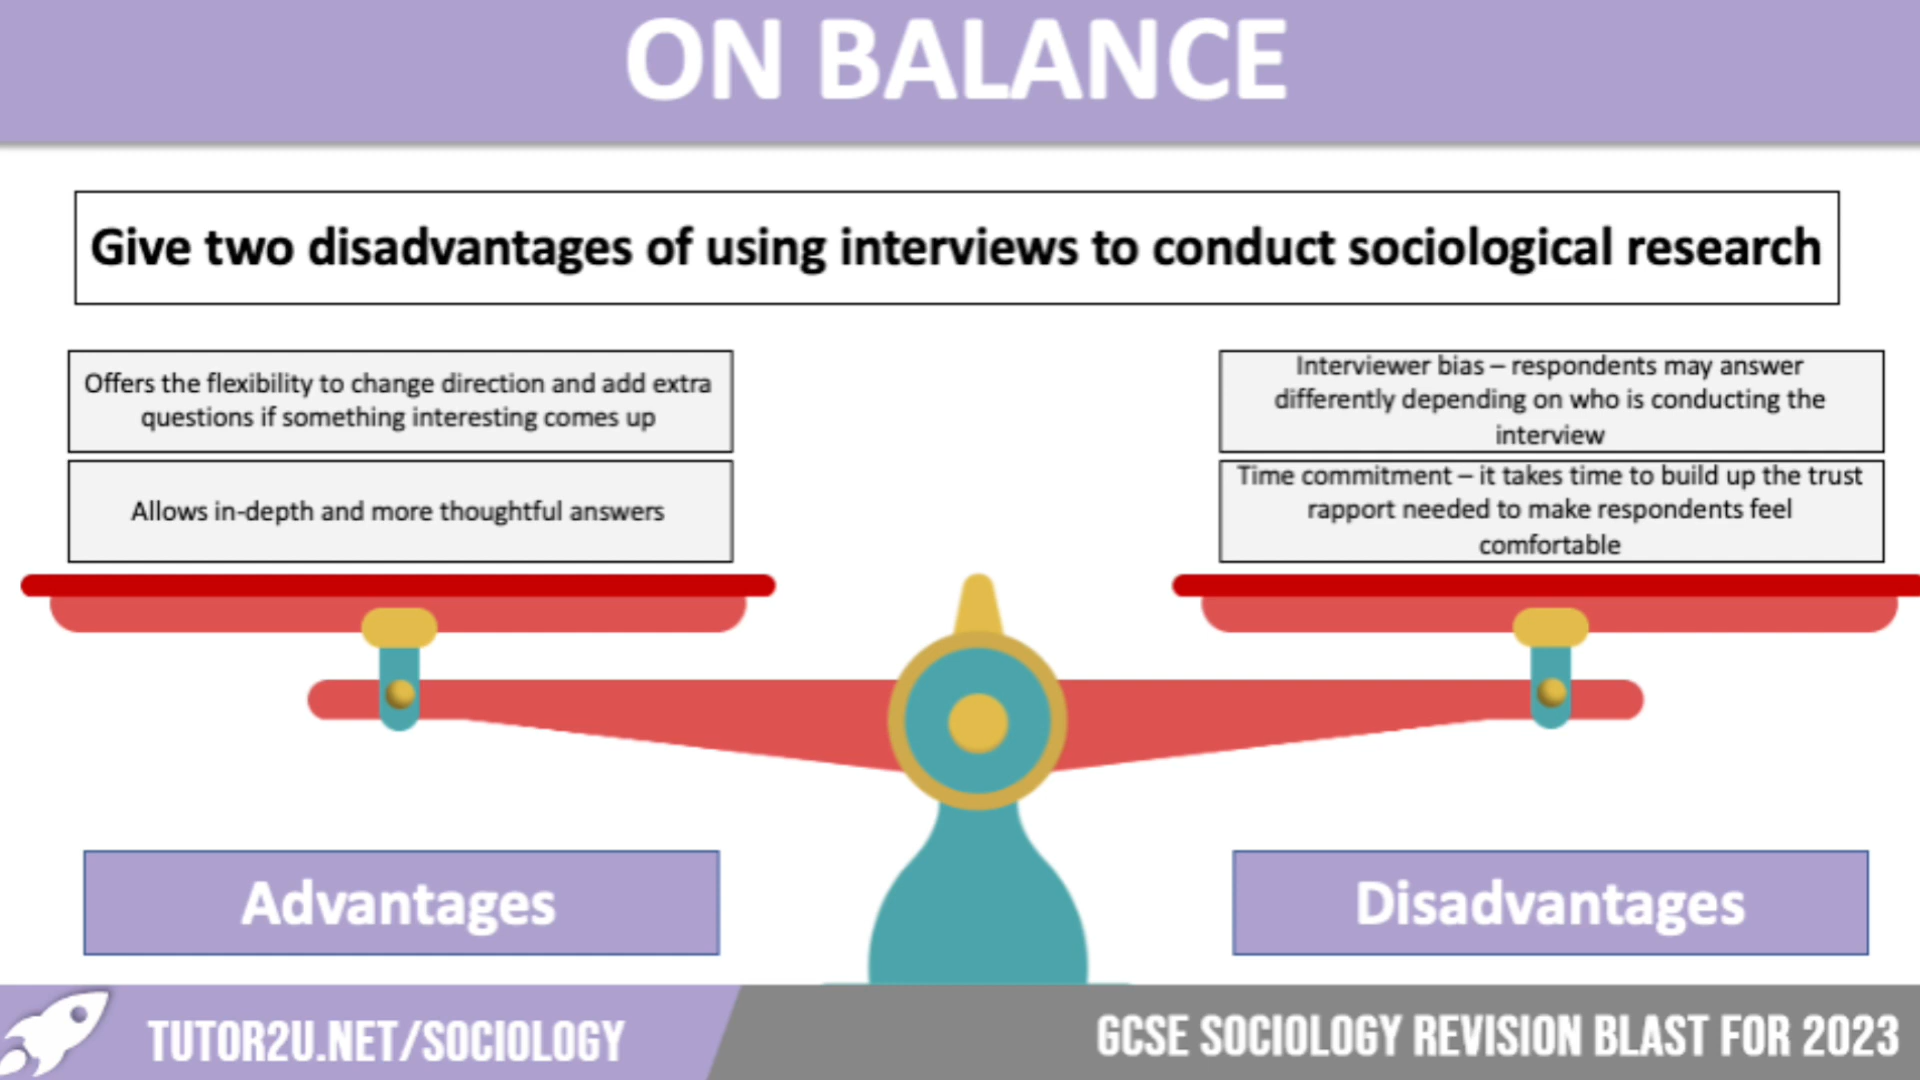 ON BALANCE
Give two disadvantages of using interviews to conduct sociological research
Offers the flexibility to change direction and add extra
questions if something interesting comes up
Allows in-depth and more thoughtful answers
Interviewer bias – respondents may answer
differently depending on who is conducting the
interview
Time commitment – it takes time to build up the trust
rapport needed to make respondents feel
comfortable
Advantages
Disadvantages
TUTOR2U.NET/SOCIOLOGY
GCSE SOCIOLOGY REVISION BLAST FOR 2023